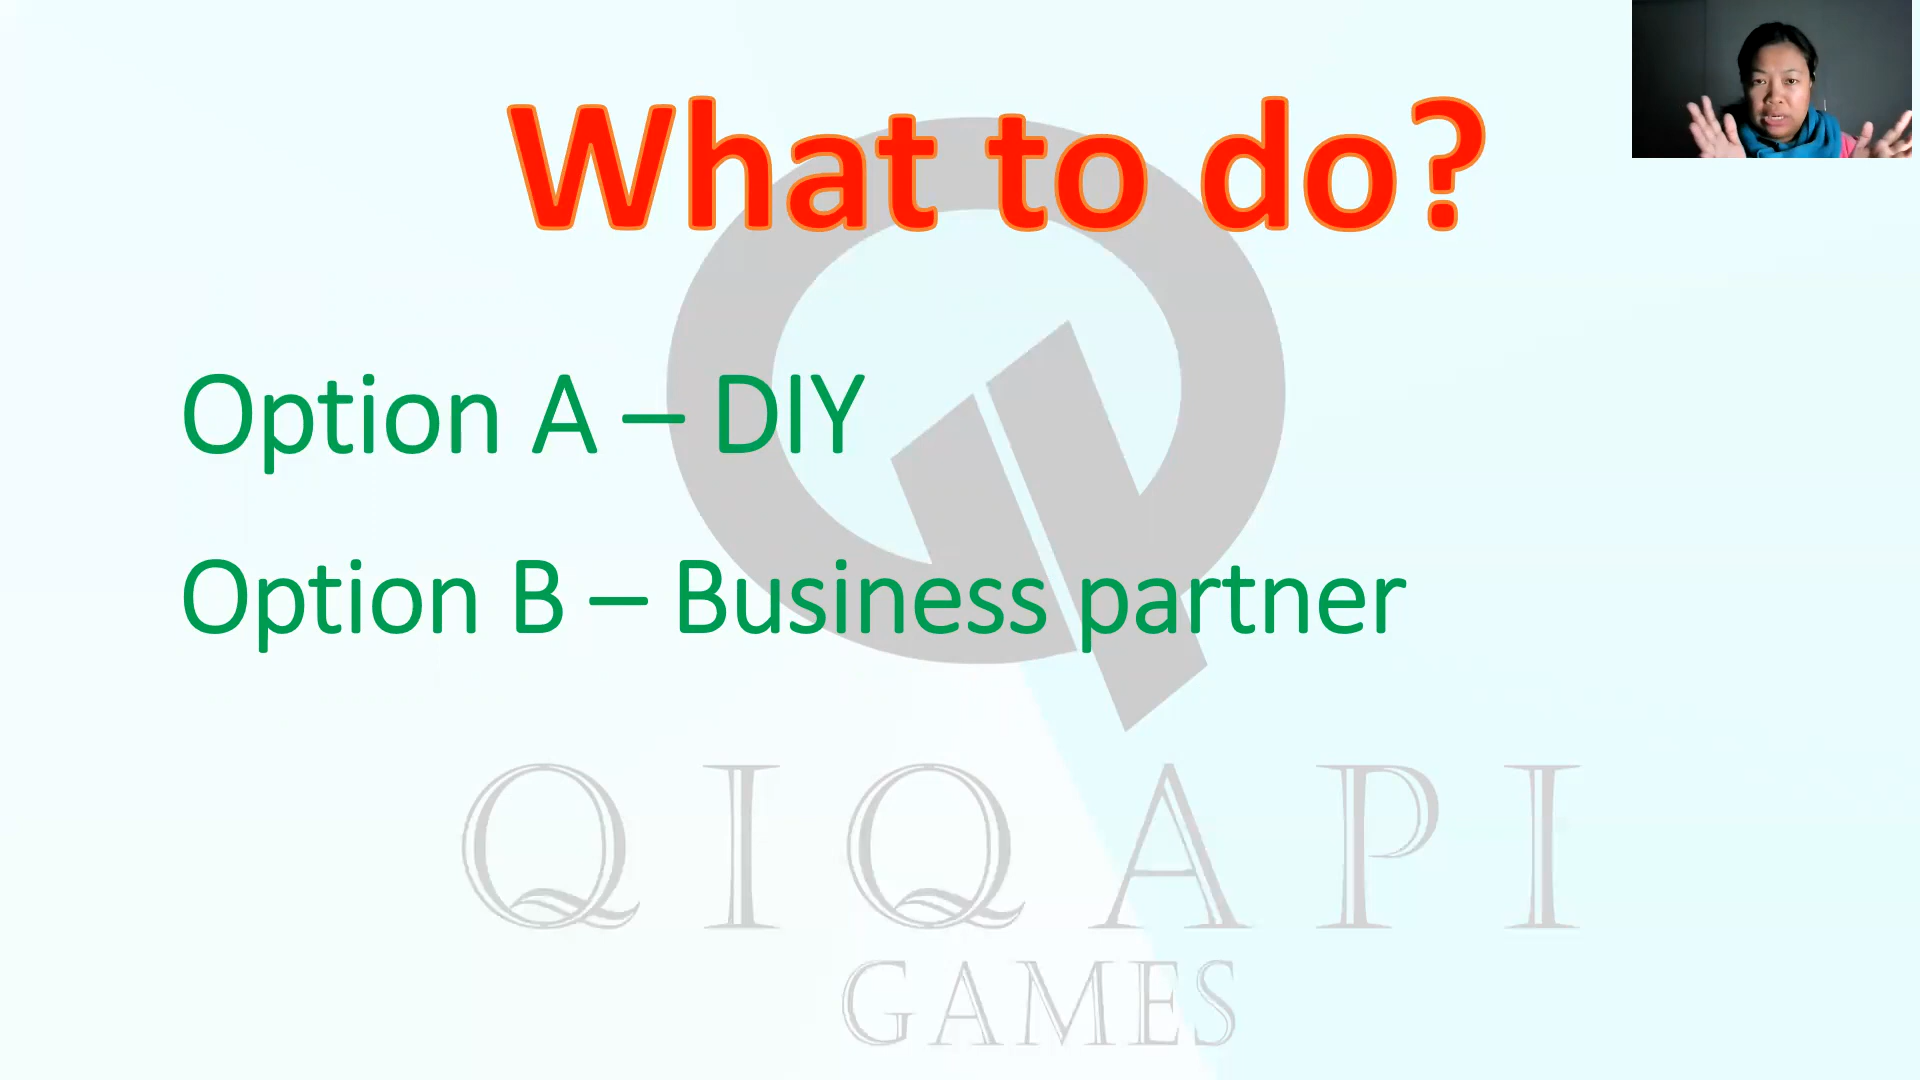 What to do?
Option A – DIY
Option B – Business partner
QIQAPI
GAMES